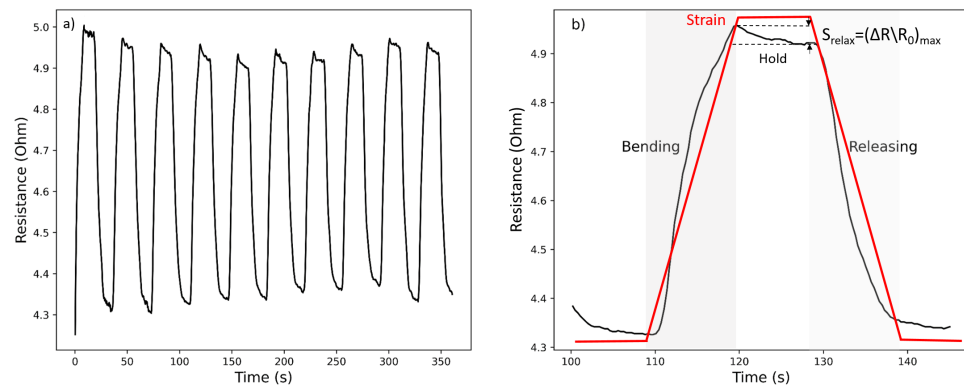 a)
5.0
4.9
4.8
4.7
4.6
4.5
4.4
4.3
Resistance (Ohm)
0 50 100 150 200 250 300 350
Time (s)
b)
Strain
S_relax=(ΔR\R_0)_max
Hold
Bending
Releasing
4.9
4.8
4.7
4.6
4.5
4.4
4.3
Resistance (Ohm)
100 110 120 130 140
Time (s)